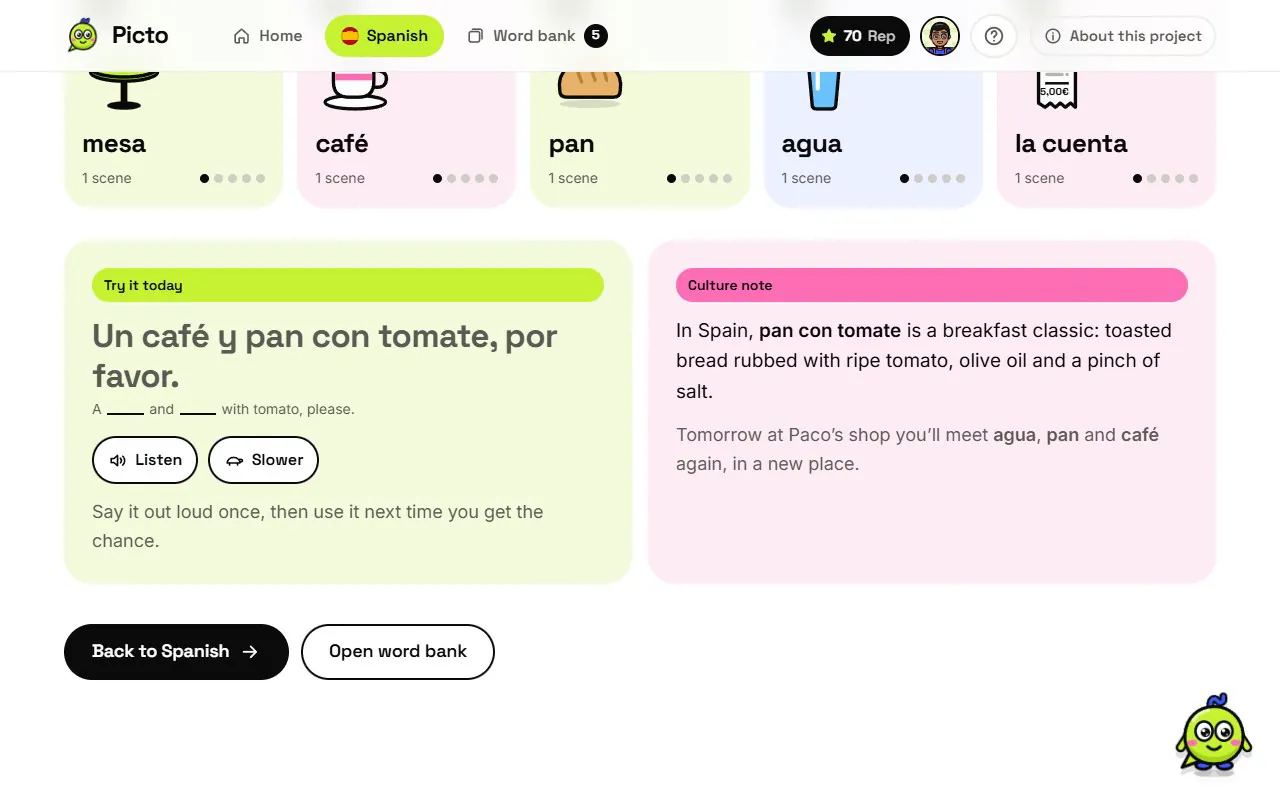 Picto
Home
Spanish
Word bank 5
70 Rep
About this project
5,00€
mesa
1 scene
café
1 scene
pan
1 scene
agua
1 scene
la cuenta
1 scene
Try it today
Un café y pan con tomate, por
favor.
A ____ and ____ with tomato, please.
Listen
Slower
Say it out loud once, then use it next time you get the
chance.
Culture note
In Spain, pan con tomate is a breakfast classic: toasted
bread rubbed with ripe tomato, olive oil and a pinch of
salt.
Tomorrow at Paco’s shop you’ll meet agua, pan and café
again, in a new place.
Back to Spanish →
Open word bank